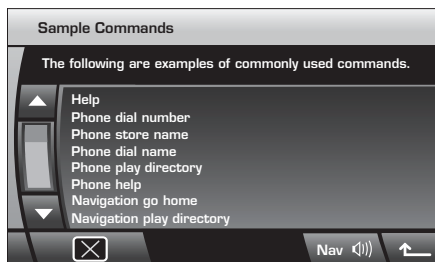 Sample Commands
The following are examples of commonly used commands.
Help
Phone dial number
Phone store name
Phone dial name
Phone play directory
Phone help
Navigation go home
Navigation play directory
Nav